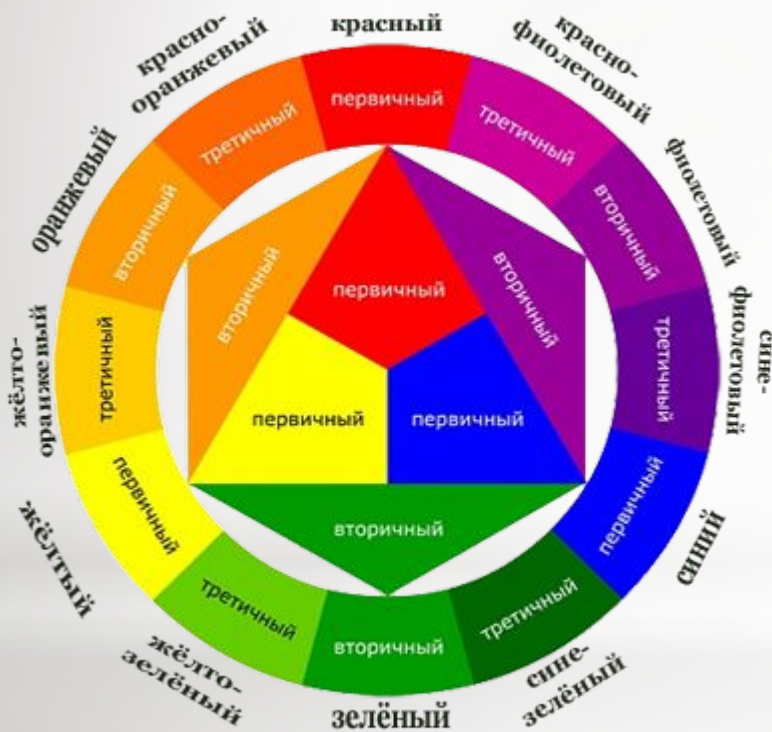 красный
красно-
фиолетовый
фиолетовый
сине-
фиолетовый
синий
сине-
зелёный
зелёный
жёлто-
зелёный
жёлтый
жёлто-
оранжевый
оранжевый
красно-
оранжевый
первичный
третичный
вторичный
третичный
первичный
третичный
вторичный
третичный
первичный
третичный
вторичный
третичный
первичный
вторичный
вторичный
первичный
первичный
вторичный